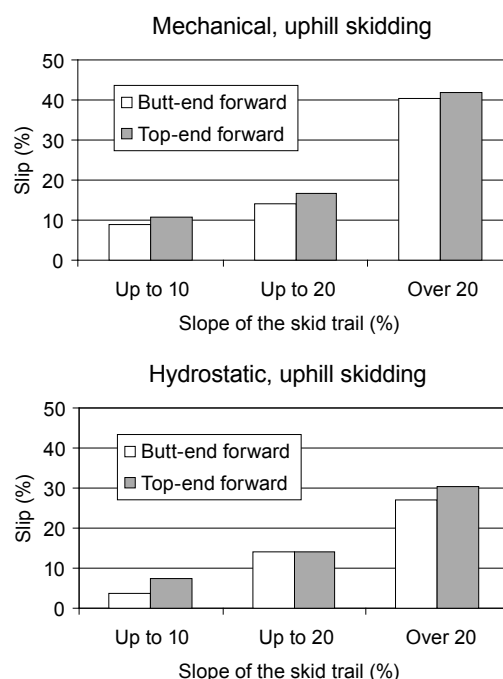 Mechanical, uphill skidding
50
40
30
20
10
0
Slip (%)
Butt-end forward
Top-end forward
Up to 10 Up to 20 Over 20
Slope of the skid trail (%)
Hydrostatic, uphill skidding
50
40
30
20
10
0
Slip (%)
Butt-end forward
Top-end forward
Up to 10 Up to 20 Over 20
Slope of the skid trail (%)